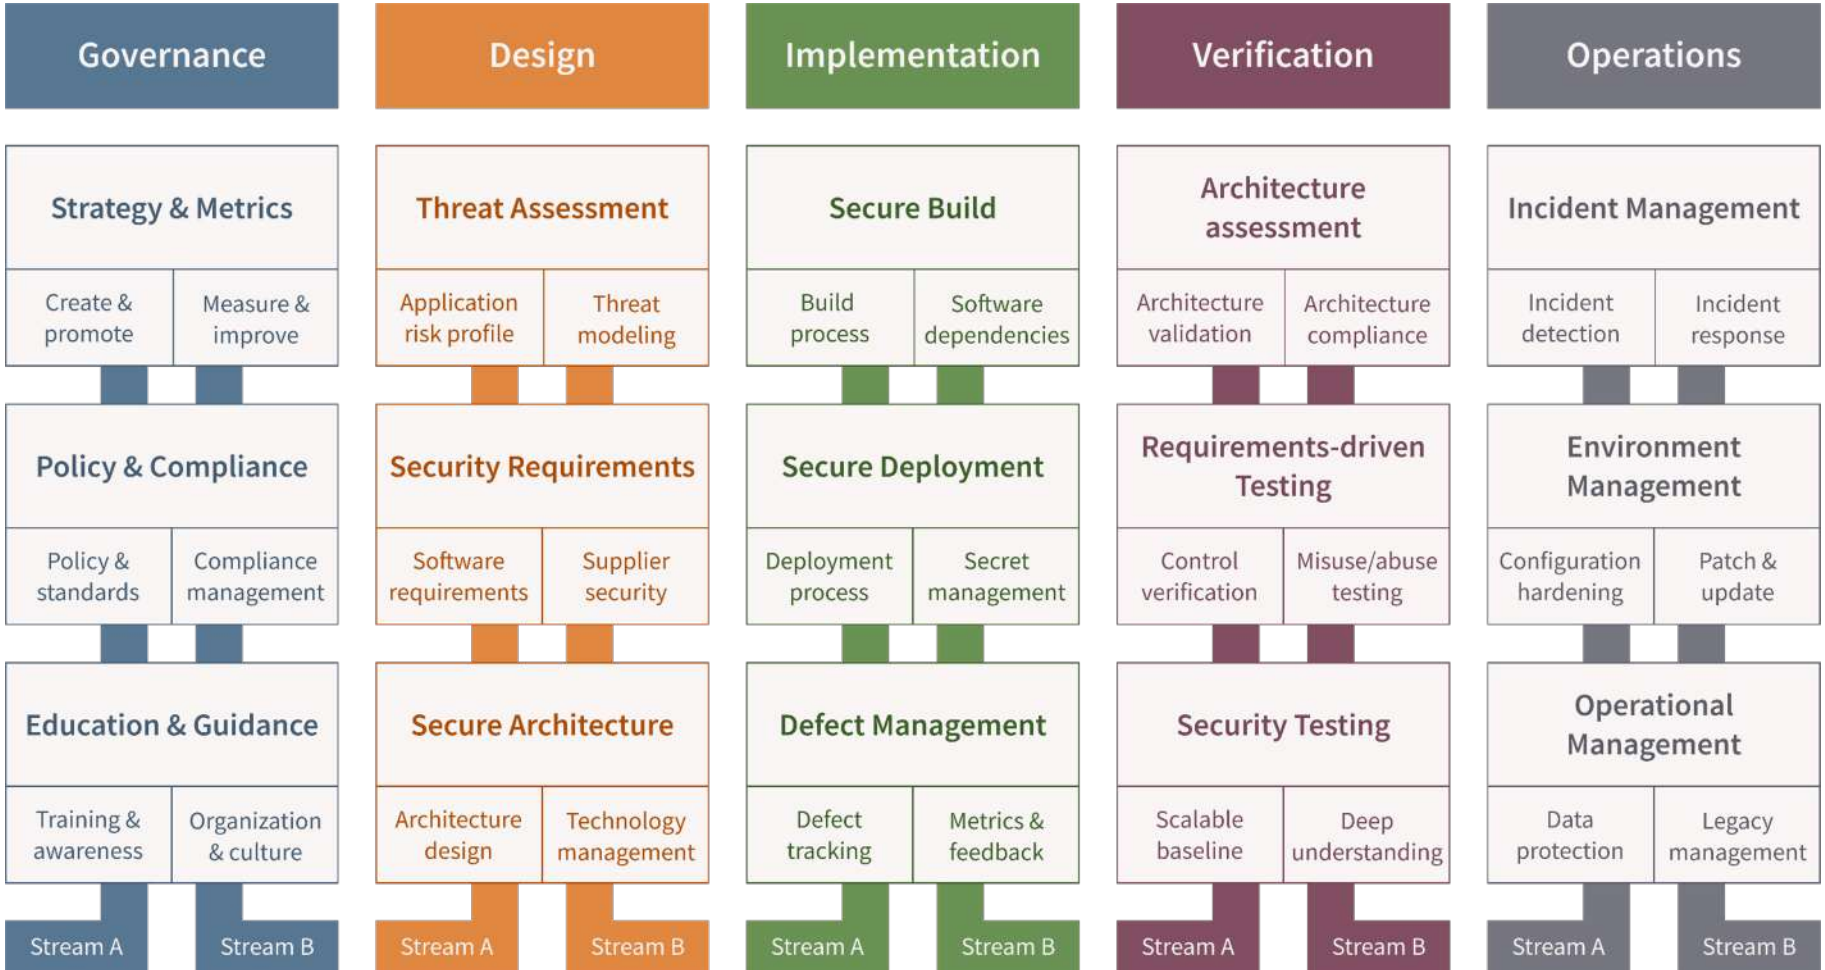 Governance
Design
Implementation
Verification
Operations
Strategy & Metrics
Create &
promote
Measure &
improve
Policy & Compliance
Policy &
standards
Compliance
management
Education & Guidance
Training &
awareness
Organization
& culture
Stream A
Stream B
Threat Assessment
Application
risk profile
Threat
modeling
Security Requirements
Software
requirements
Supplier
security
Secure Architecture
Architecture
design
Technology
management
Stream A
Stream B
Secure Build
Build
process
Software
dependencies
Secure Deployment
Deployment
process
Secret
management
Defect Management
Defect
tracking
Metrics &
feedback
Stream A
Stream B
Architecture
assessment
Architecture
validation
Architecture
compliance
Requirements-driven
Testing
Control
verification
Misuse/abuse
testing
Security Testing
Scalable
baseline
Deep
understanding
Stream A
Stream B
Incident Management
Incident
detection
Incident
response
Environment
Management
Configuration
hardening
Patch &
update
Operational
Management
Data
protection
Legacy
management
Stream A
Stream B